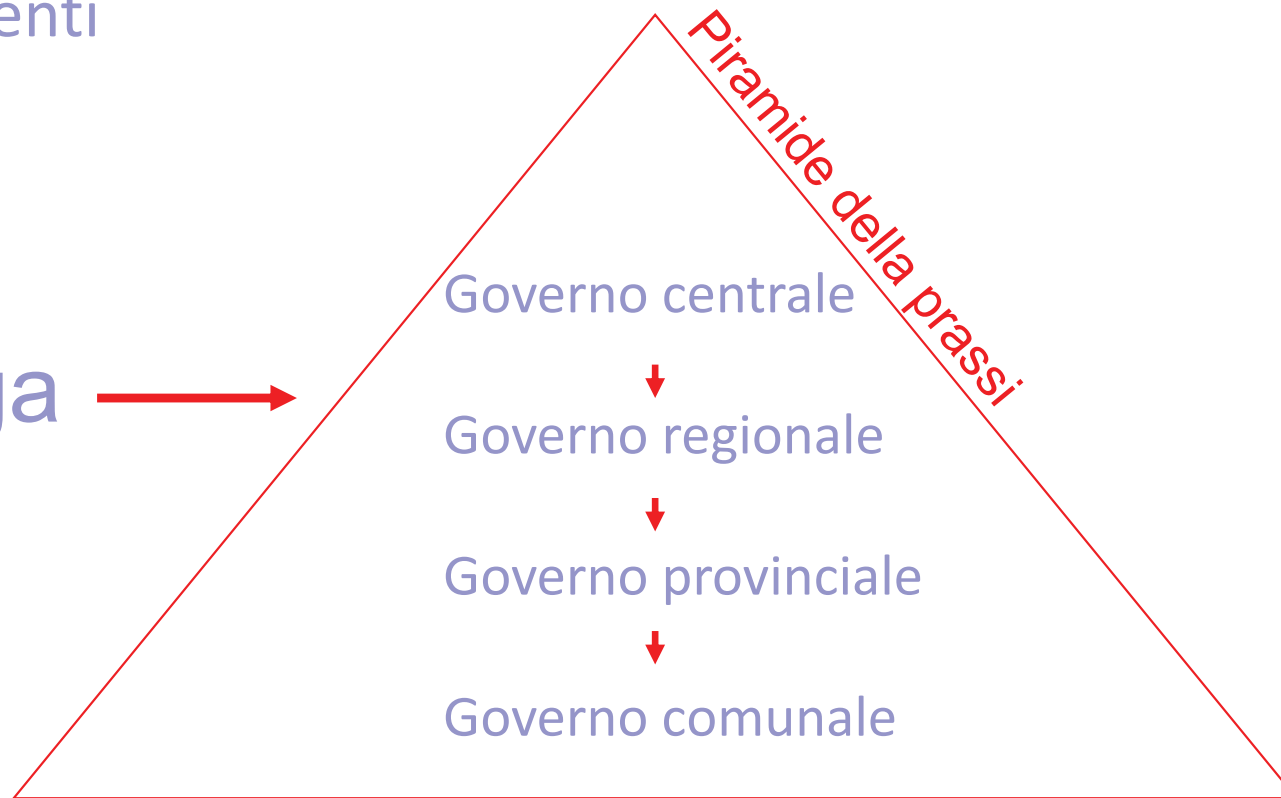 Piramide della prassi
Governo centrale
Governo regionale
Governo provinciale
Governo comunale